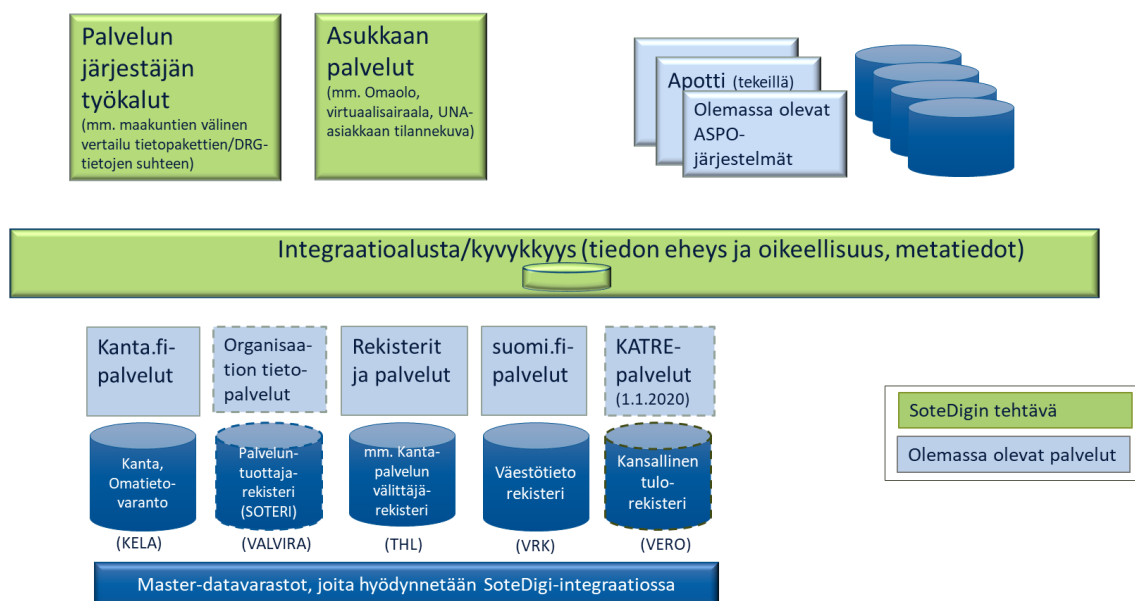 Palvelun
järjestäjän
työkalut
(mm. maakuntien välinen
vertailu tietopakettien/DRG-
tietojen suhteen)
Asukkaan
palvelut
(mm. Omaolo,
virtuaalisairaala, UNA-
asiakkaan tilannekuva)
Apotti (tekeillä)
Olemassa olevat
ASPO-
järjestelmät
Integraatioalusta/kyvykkyys (tiedon eheys ja oikeellisuus, metatiedot)
Kanta.fi-
palvelut
Organisaa-
tion tieto-
palvelut
Rekisterit
ja palvelut
suomi.fi-
palvelut
KATRE-
palvelut
(1.1.2020)
Kanta,
Omatieto-
varanto
(KELA)
Palvelun-
tuottaja-
rekisteri
(SOTERI)
(VALVIRA)
mm. Kanta-
palvelun
välittäjä-
rekisteri
(THL)
Väestötieto
rekisteri
(VRK)
Kansallinen
tulo-
rekisteri
(VERO)
SoteDigin tehtävä
Olemassa olevat palvelut
Master-datavarastot, joita hyödynnetään SoteDigi-integraatiossa